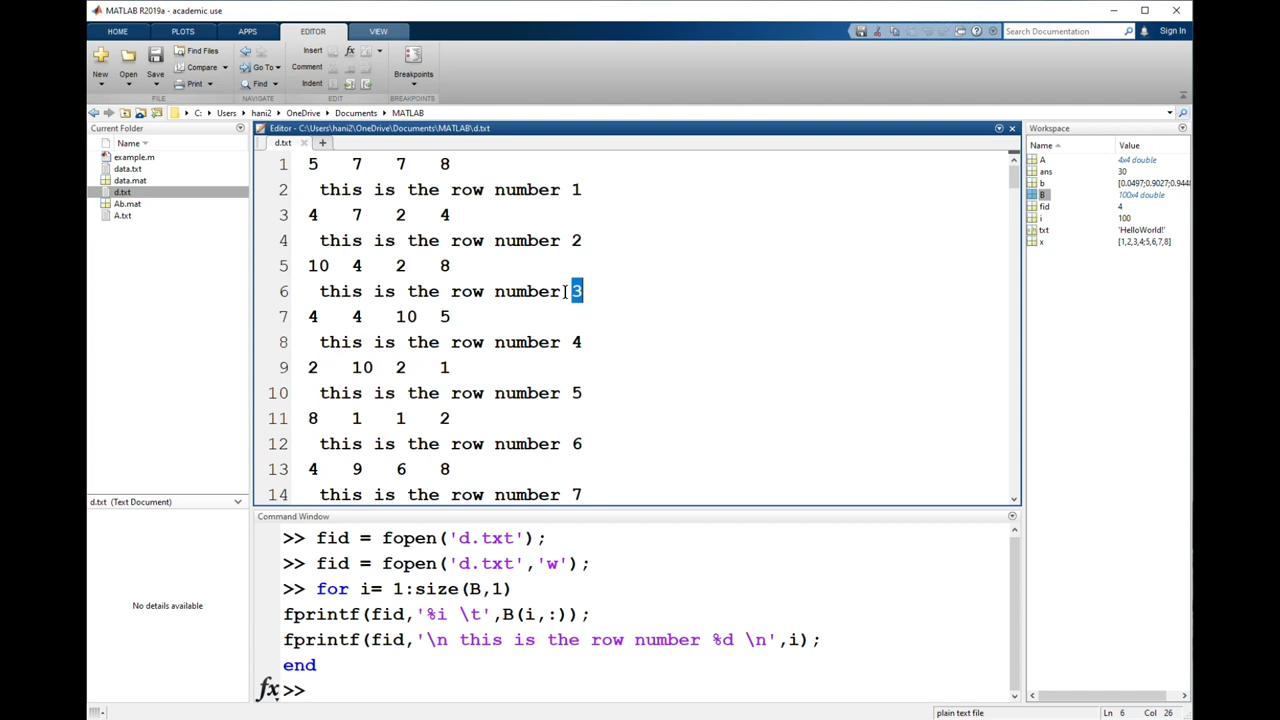 MATLAB R2019a - academic use
HOME PLOTS APPS EDITOR VIEW Search Documentation Sign In
New Open Save Find Files Compare Print Go To Find Insert Comment Indent fx Breakpoints
FILE NAVIGATE EDIT BREAKPOINTS
C: Users hani2 OneDrive Documents MATLAB
Current Folder
Name
example.m
data.txt
data.mat
d.txt
Ab.mat
A.txt
d.txt (Text Document)
No details available
Editor - C:\Users\hani2\OneDrive\Documents\MATLAB\d.txt
d.txt
1 5 7 7 8
2 this is the row number 1
3 4 7 2 4
4 this is the row number 2
5 10 4 2 8
6 this is the row number 3
7 4 4 10 5
8 this is the row number 4
9 2 10 2 1
10 this is the row number 5
11 8 1 1 2
12 this is the row number 6
13 4 9 6 8
14 this is the row number 7
Command Window
>> fid = fopen('d.txt');
>> fid = fopen('d.txt','w');
>> for i= 1:size(B,1)
fprintf(fid,'%i \t',B(i,:));
fprintf(fid,'\n this is the row number %d \n',i);
end
fx >>
Workspace
Name Value
A 4x4 double
ans 30
b [0.0497;0.9027;0.944
B 100x4 double
fid 4
i 100
txt 'HelloWorld!'
x [1,2,3,4;5,6,7,8]
plain text file Ln 6 Col 26